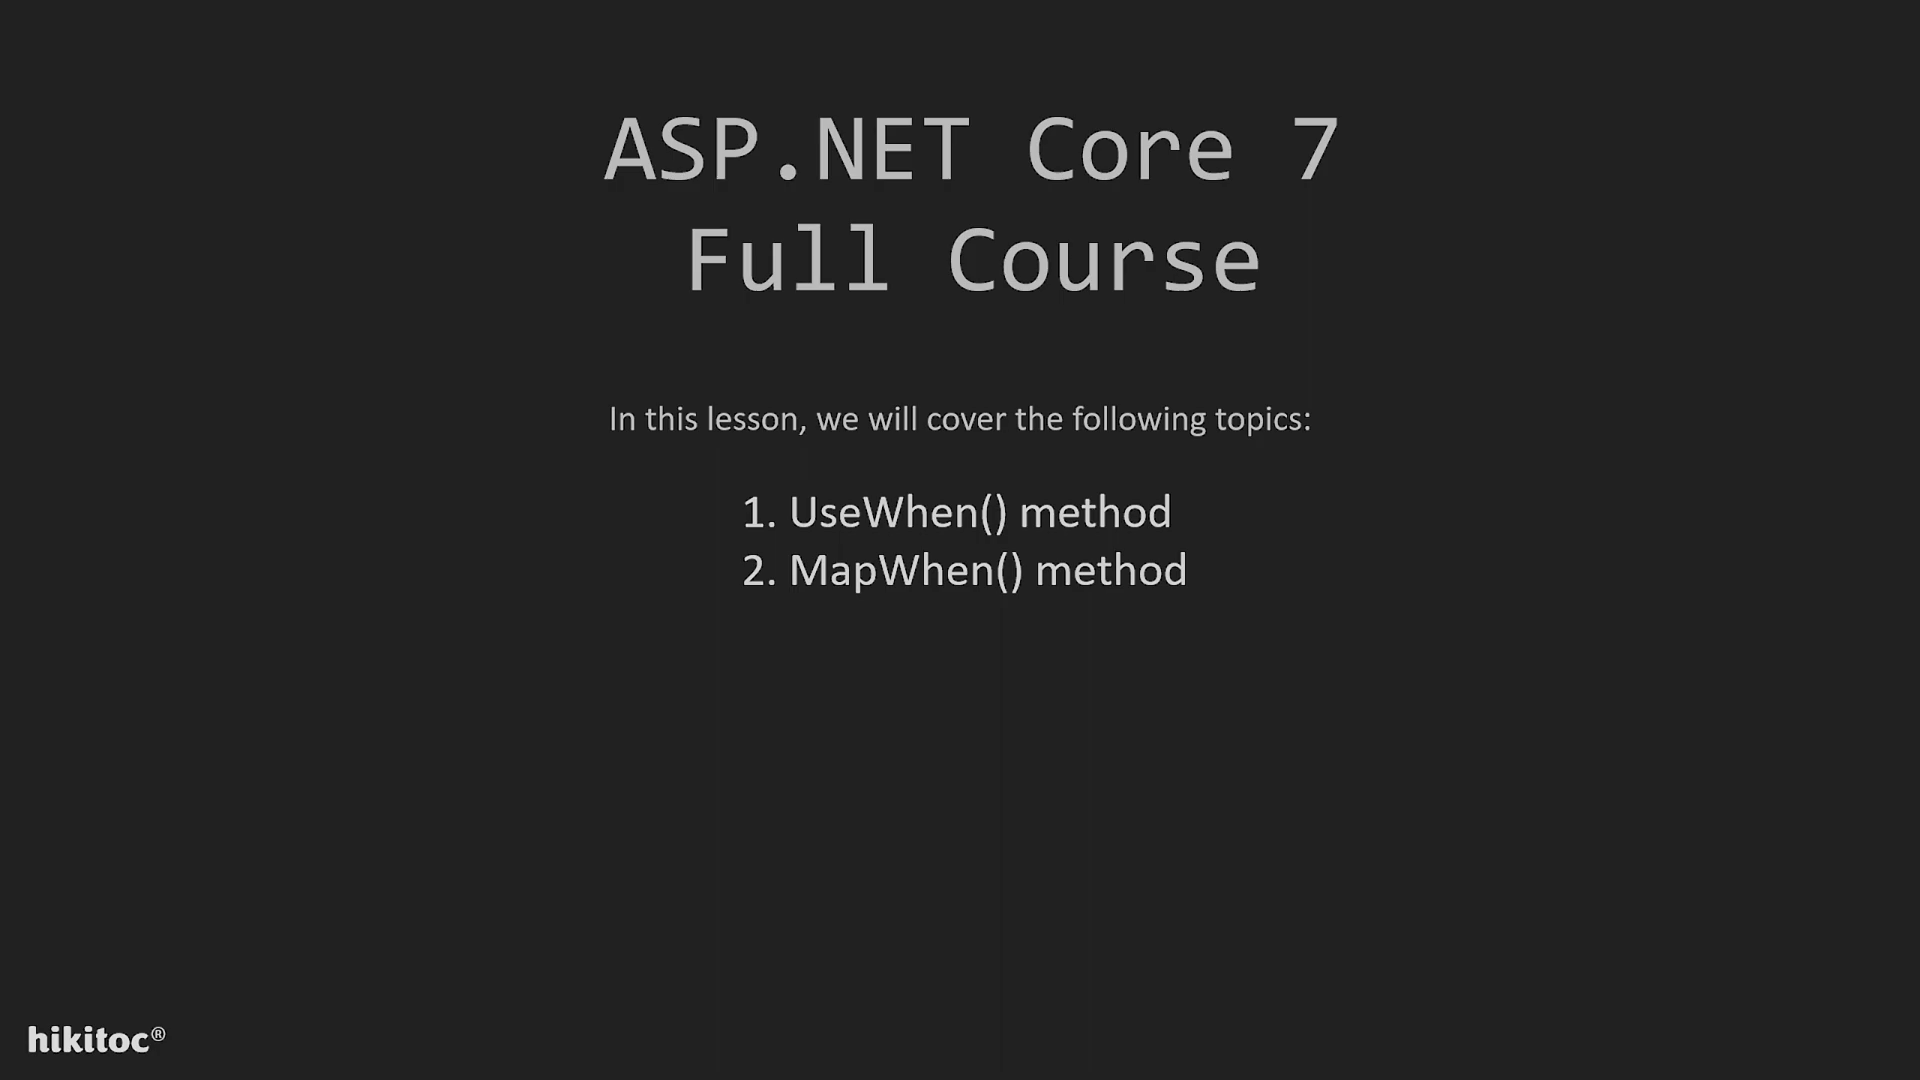 ASP.NET Core 7
Full Course
In this lesson, we will cover the following topics:
1. UseWhen() method
2. MapWhen() method
hikitoc®